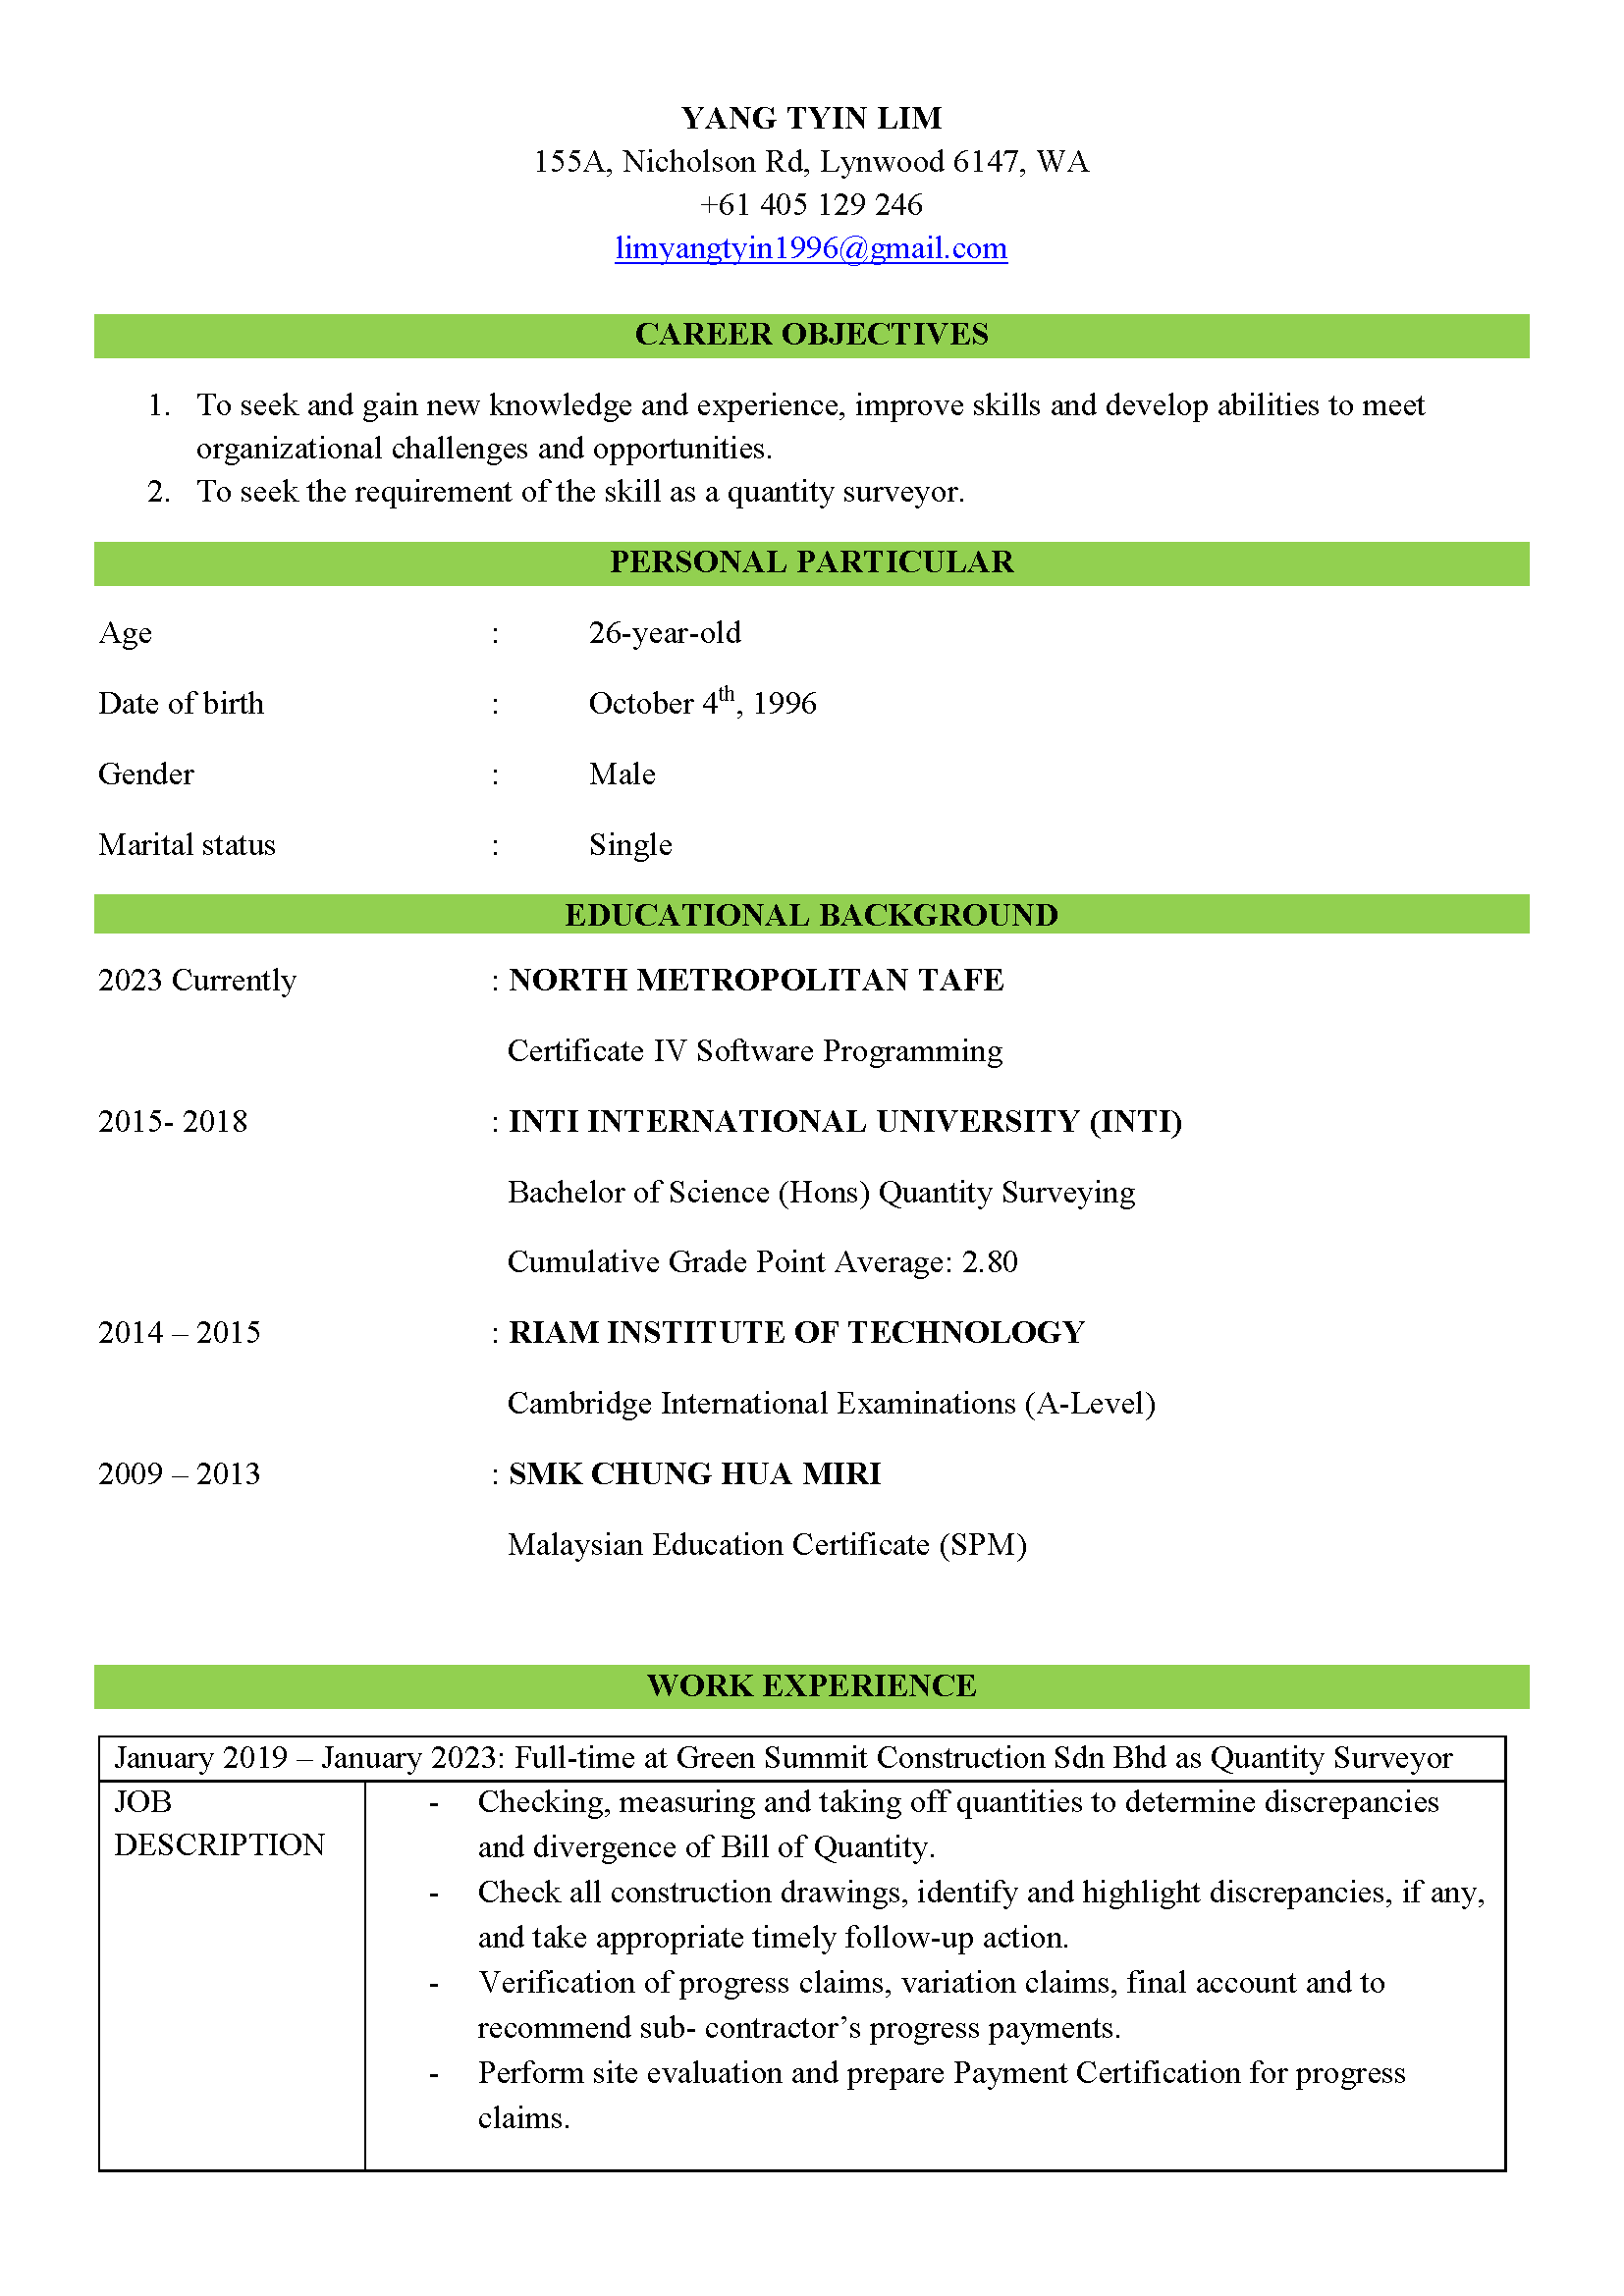 YANG TYIN LIM
155A, Nicholson Rd, Lynwood 6147, WA
+61 405 129 246
limyangtyin1996@gmail.com
CAREER OBJECTIVES
1. To seek and gain new knowledge and experience, improve skills and develop abilities to meet
organizational challenges and opportunities.
2. To seek the requirement of the skill as a quantity surveyor.
PERSONAL PARTICULAR
Age : 26-year-old
Date of birth : October 4th, 1996
Gender : Male
Marital status : Single
EDUCATIONAL BACKGROUND
2023 Currently : NORTH METROPOLITAN TAFE
Certificate IV Software Programming
2015- 2018 : INTI INTERNATIONAL UNIVERSITY (INTI)
Bachelor of Science (Hons) Quantity Surveying
Cumulative Grade Point Average: 2.80
2014 – 2015 : RIAM INSTITUTE OF TECHNOLOGY
Cambridge International Examinations (A-Level)
2009 – 2013 : SMK CHUNG HUA MIRI
Malaysian Education Certificate (SPM)
WORK EXPERIENCE
January 2019 – January 2023: Full-time at Green Summit Construction Sdn Bhd as Quantity Surveyor
JOB
DESCRIPTION
- Checking, measuring and taking off quantities to determine discrepancies
and divergence of Bill of Quantity.
- Check all construction drawings, identify and highlight discrepancies, if any,
and take appropriate timely follow-up action.
- Verification of progress claims, variation claims, final account and to
recommend sub- contractor’s progress payments.
- Perform site evaluation and prepare Payment Certification for progress
claims.